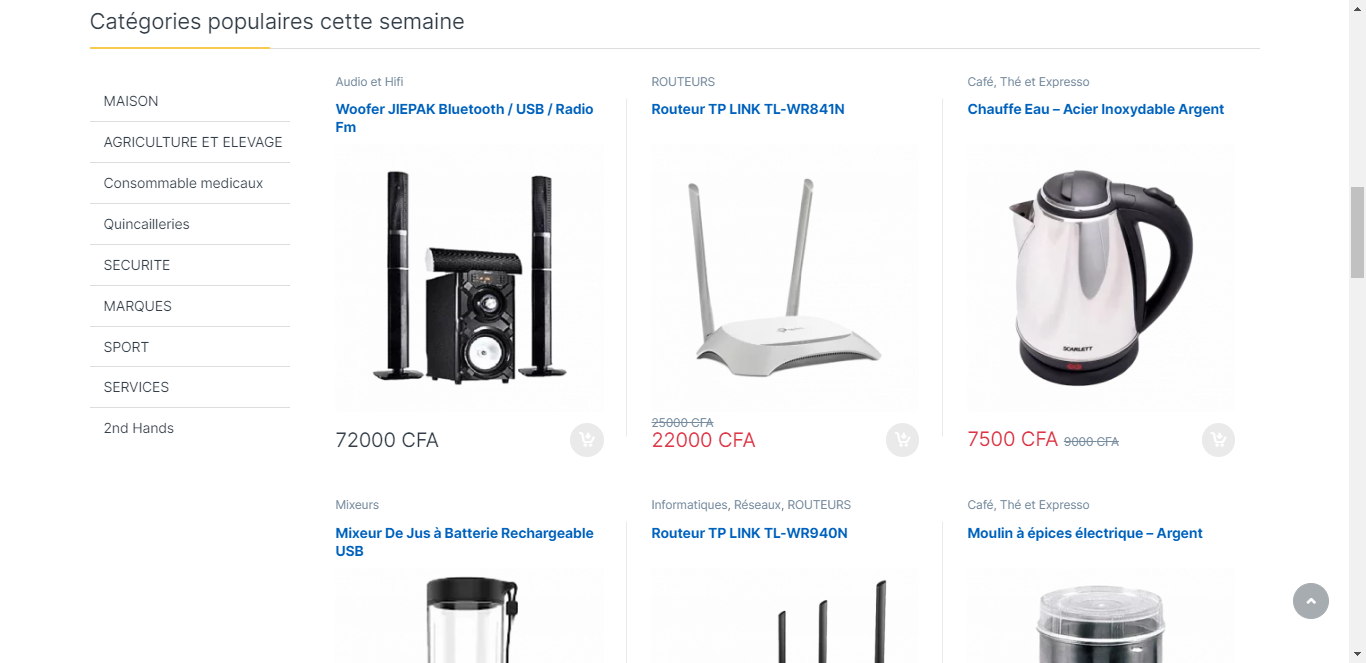 Catégories populaires cette semaine
MAISON
AGRICULTURE ET ELEVAGE
Consommable medicaux
Quincailleries
SECURITE
MARQUES
SPORT
SERVICES
2nd Hands
Audio et Hifi
Woofer JIEPAK Bluetooth / USB / Radio
Fm
72000 CFA
ROUTEURS
Routeur TP LINK TL-WR841N
25000 CFA
22000 CFA
Café, Thé et Expresso
Chauffe Eau – Acier Inoxydable Argent
SCARLETT
7500 CFA 9000 CFA
Mixeurs
Mixeur De Jus à Batterie Rechargeable
USB
Informatiques, Réseaux, ROUTEURS
Routeur TP LINK TL-WR940N
Café, Thé et Expresso
Moulin à épices électrique – Argent